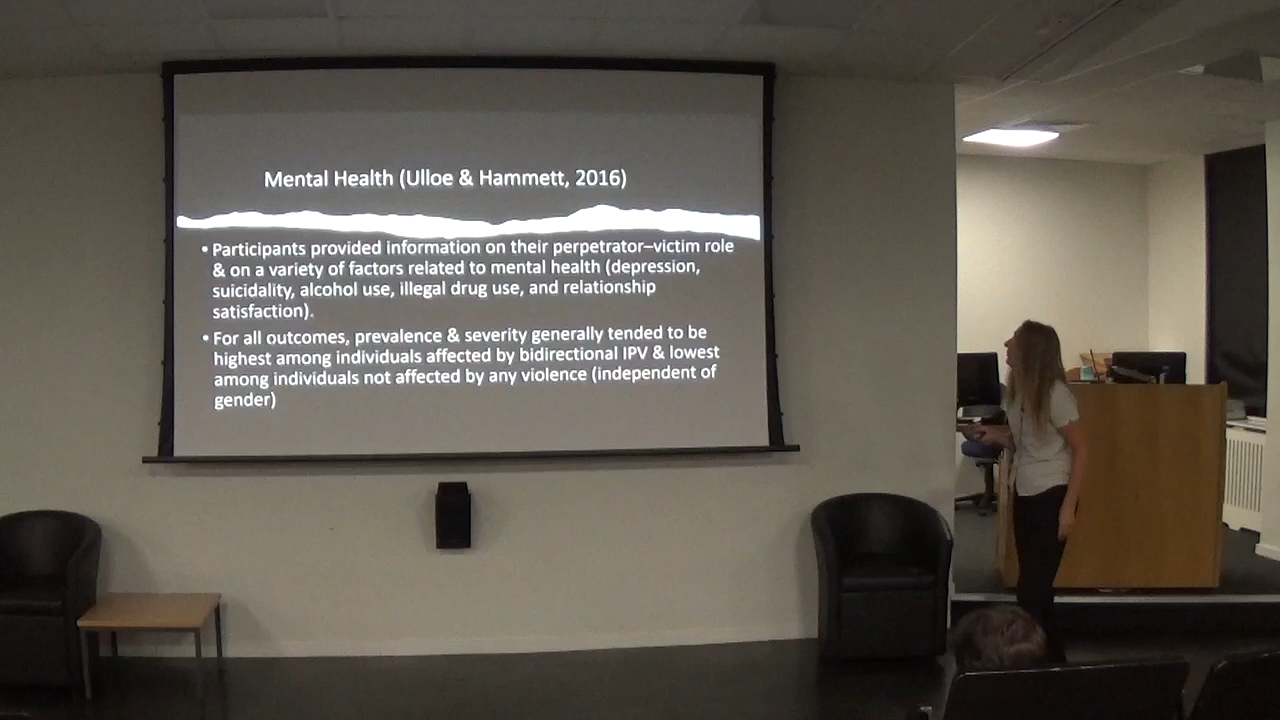 Mental Health (Ulloe & Hammett, 2016)
• Participants provided information on their perpetrator–victim role
& on a variety of factors related to mental health (depression,
suicidality, alcohol use, illegal drug use, and relationship
satisfaction).
• For all outcomes, prevalence & severity generally tended to be
highest among individuals affected by bidirectional IPV & lowest
among individuals not affected by any violence (independent of
gender)